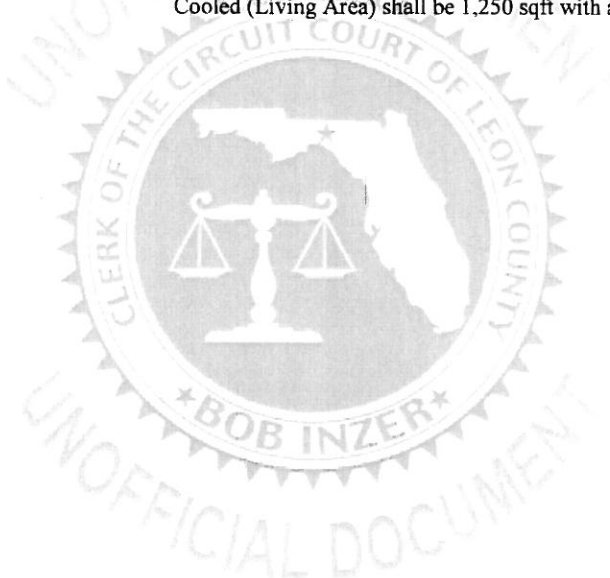 Cooled (Living Area) shall be 1,250 sqft with a
CLERK OF THE CIRCUIT COURT OF LEON COUNTY
★BOB INZER★
UNOFFICIAL DOCUMENT